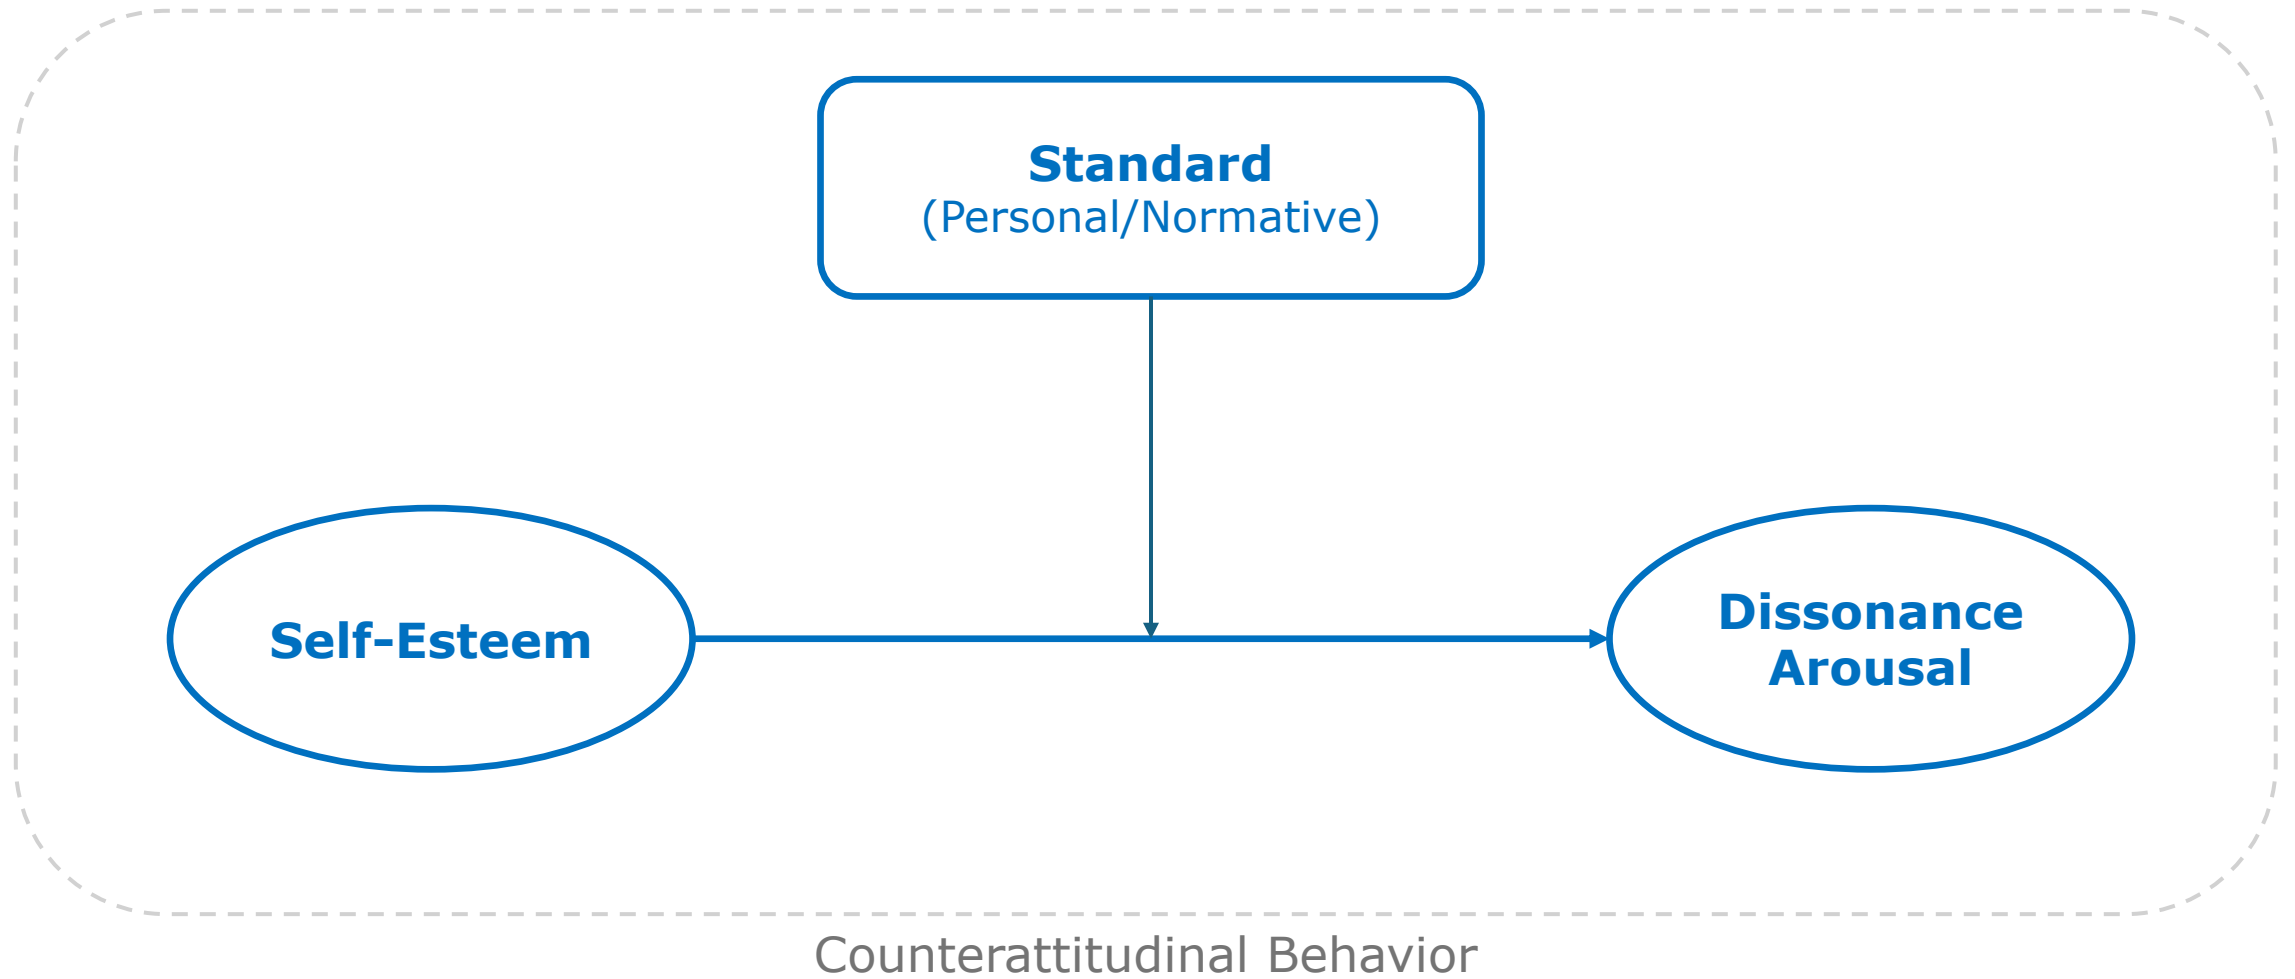 Standard
(Personal/Normative)
Self-Esteem
Dissonance
Arousal
Counterattitudinal Behavior